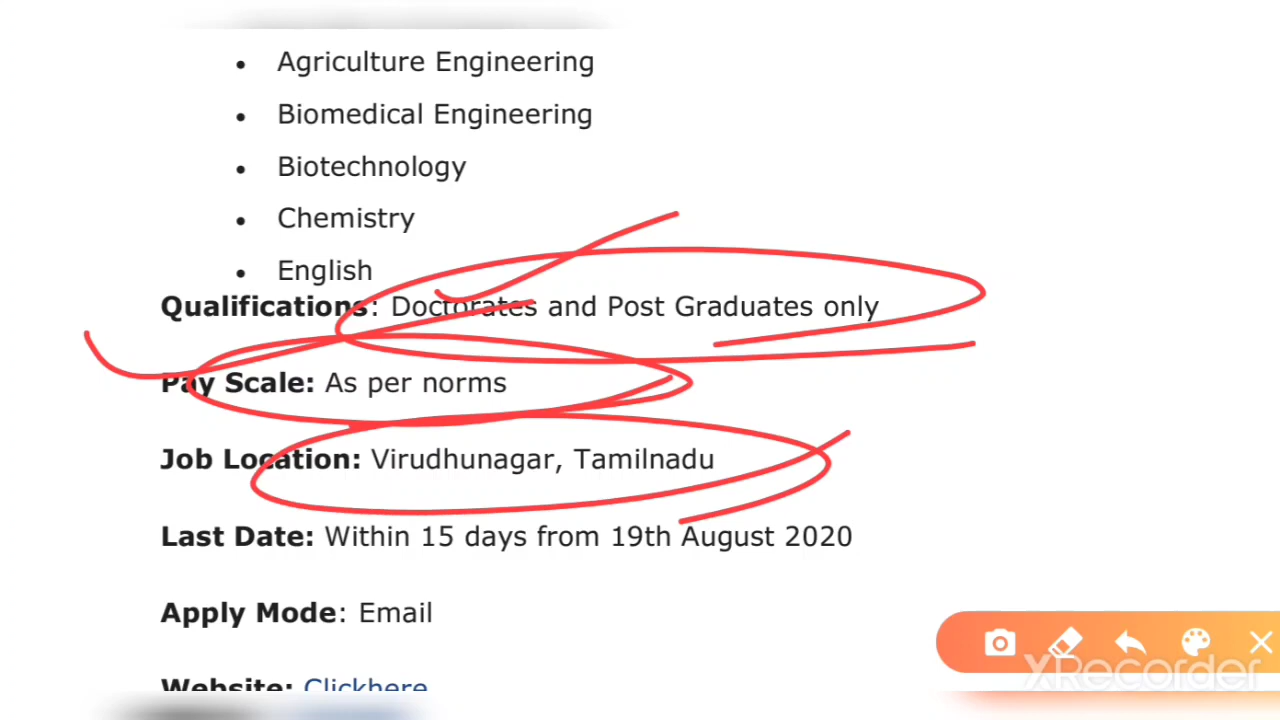 • Agriculture Engineering
• Biomedical Engineering
• Biotechnology
• Chemistry
• English
Qualifications: Doctorates and Post Graduates only
Pay Scale: As per norms
Job Location: Virudhunagar, Tamilnadu
Last Date: Within 15 days from 19th August 2020
Apply Mode: Email
Website: Clickhere
XRecorder